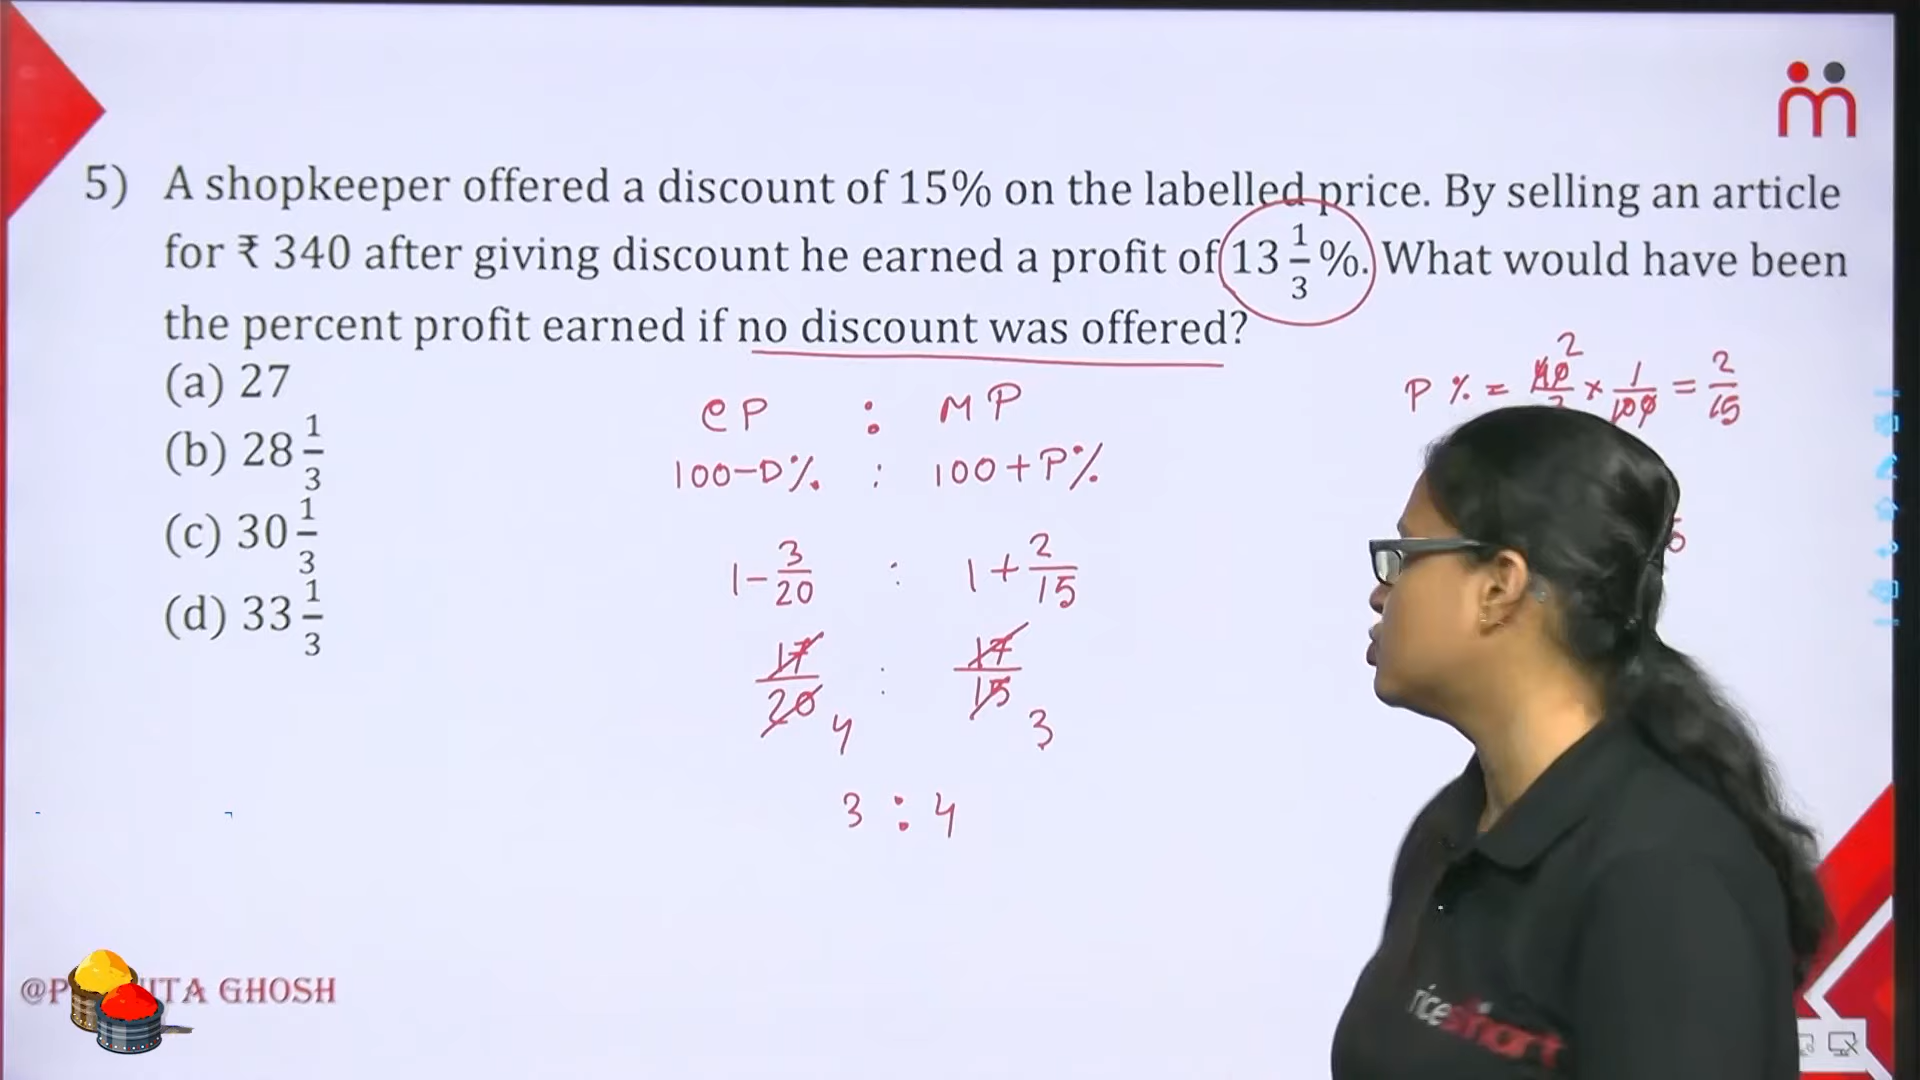 5) A shopkeeper offered a discount of 15% on the labelled price. By selling an article
for ₹ 340 after giving discount he earned a profit of 13 1/3 %. What would have been
the percent profit earned if no discount was offered?
(a) 27
(b) 28 1/3
(c) 30 1/3
(d) 33 1/3
CP : MP
100-D% : 100+P%
1 - 3/20 : 1 + 2/15
17/20 : 17/15
4 3
3 : 4
2
P% = 40/3 × 1/100 = 2/15
GHOSH
rice smart